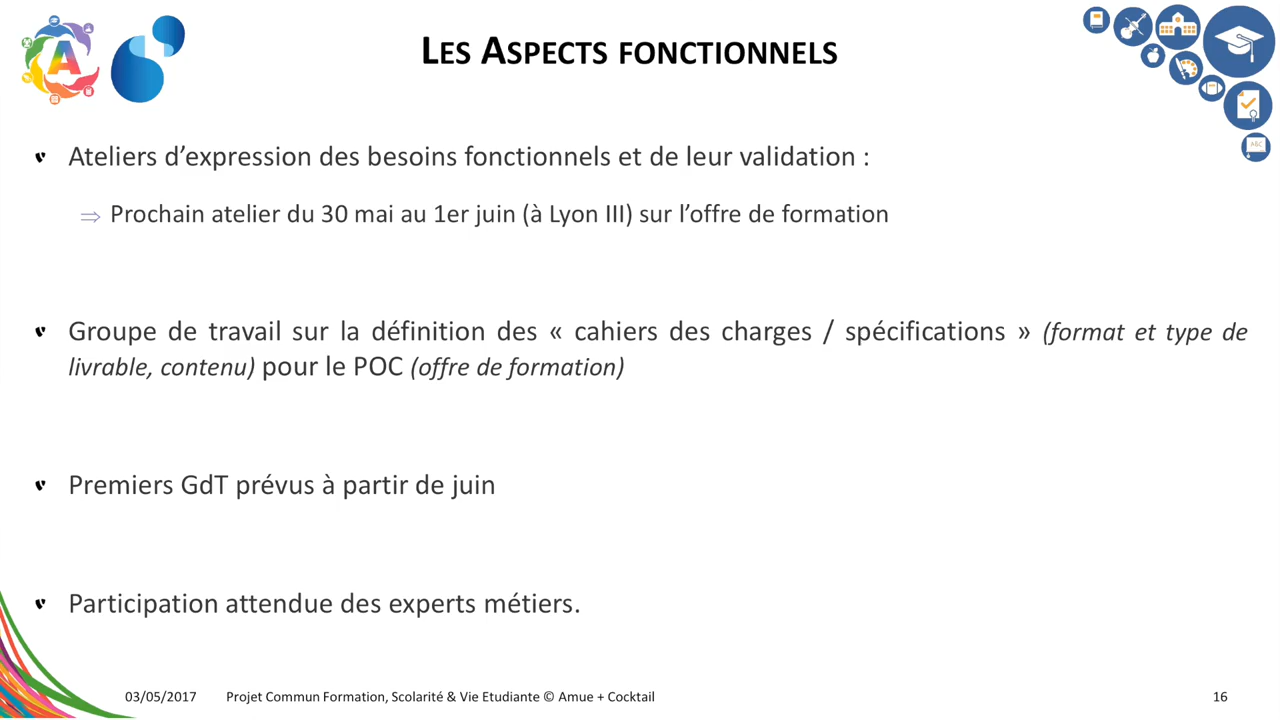 LES ASPECTS FONCTIONNELS
Ateliers d’expression des besoins fonctionnels et de leur validation :
⇒ Prochain atelier du 30 mai au 1er juin (à Lyon III) sur l’offre de formation
Groupe de travail sur la définition des « cahiers des charges / spécifications » (format et type de
livrable, contenu) pour le POC (offre de formation)
Premiers GdT prévus à partir de juin
Participation attendue des experts métiers.
03/05/2017 Projet Commun Formation, Scolarité & Vie Etudiante © Amue + Cocktail 16
A
ABC